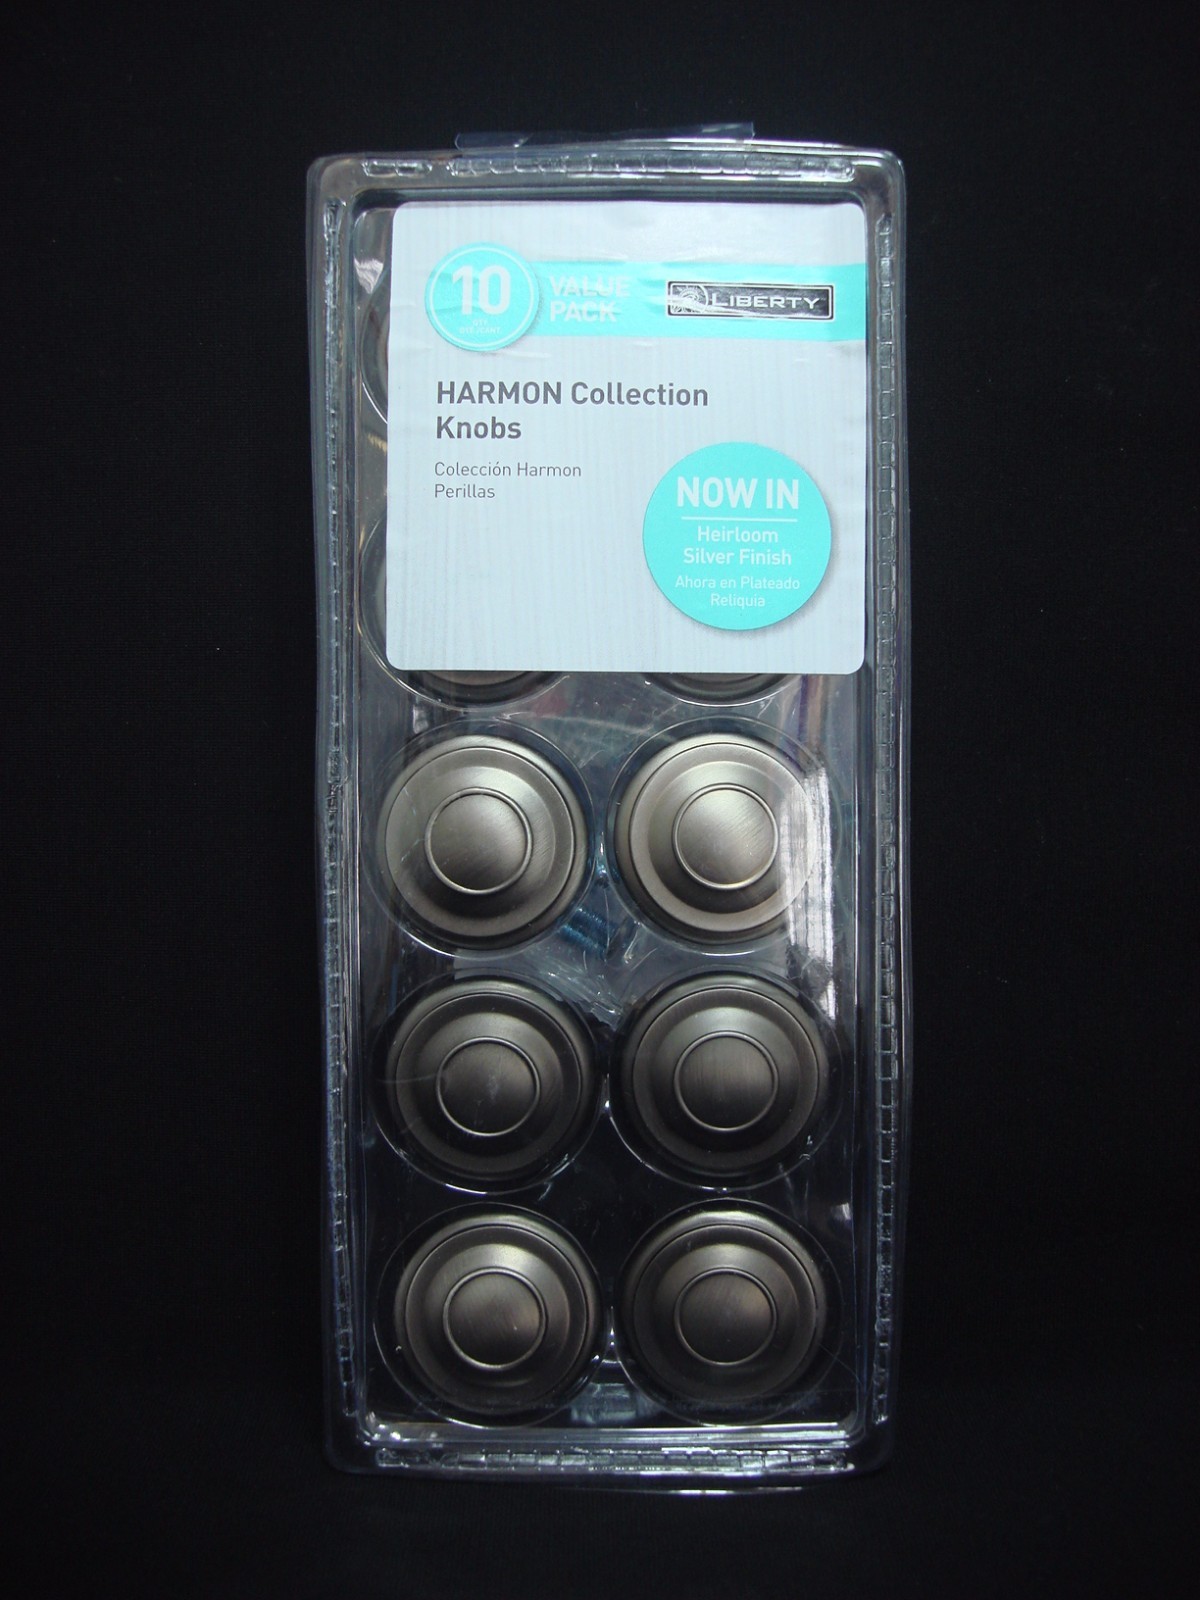 10
VALUE
PACK
LIBERTY
HARMON Collection
Knobs
Colección Harmon
Perillas
NOW IN
Heirloom
Silver Finish
Ahora en Plateado
Reliquia